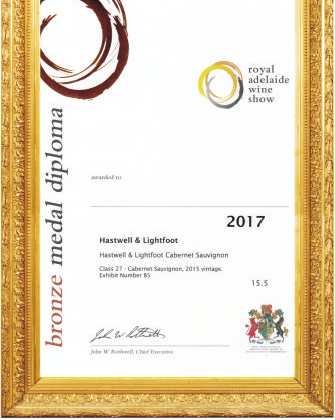 royal
adelaide
wine
show
bronze medal diploma
awarded to
2017
Hastwell & Lightfoot
Hastwell & Lightfoot Cabernet Sauvignon
Class 27 - Cabernet Sauvignon, 2015 vintage.
Exhibit Number 85
15.5
John W Rothwell, Chief Executive